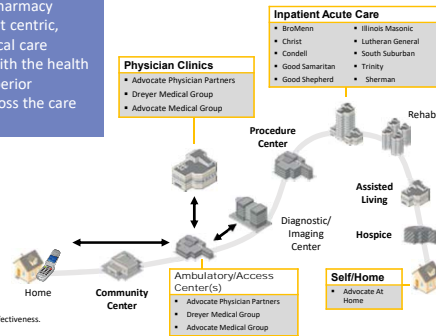 harmacy
t centric,
cal care
with the health
perior
oss the care
Inpatient Acute Care
▪ BroMenn
▪ Christ
▪ Condell
▪ Good Samaritan
▪ Good Shepherd
▪ Illinois Masonic
▪ Lutheran General
▪ South Suburban
▪ Trinity
▪ Sherman
Physician Clinics
▪ Advocate Physician Partners
▪ Dreyer Medical Group
▪ Advocate Medical Group
Rehab
Procedure
Center
Assisted
Living
Diagnostic/
Imaging
Center
Hospice
Home
Community
Center
Ambulatory/Access
Center(s)
▪ Advocate Physician Partners
▪ Dreyer Medical Group
▪ Advocate Medical Group
Self/Home
▪ Advocate At
Home
fectiveness.